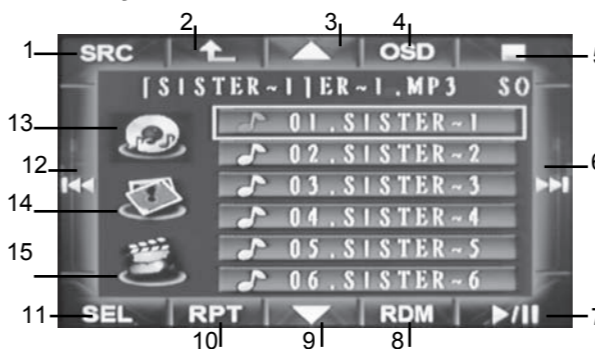 2 3 4
1 SRC OSD 5
[SISTER~1]ER~1.MP3 SO
13 01.SISTER~1
12 02.SISTER~2 6
14 03.SISTER~3
04.SISTER~4
15 05.SISTER~5
06.SISTER~6
11 SEL RPT RDM 7
10 9 8